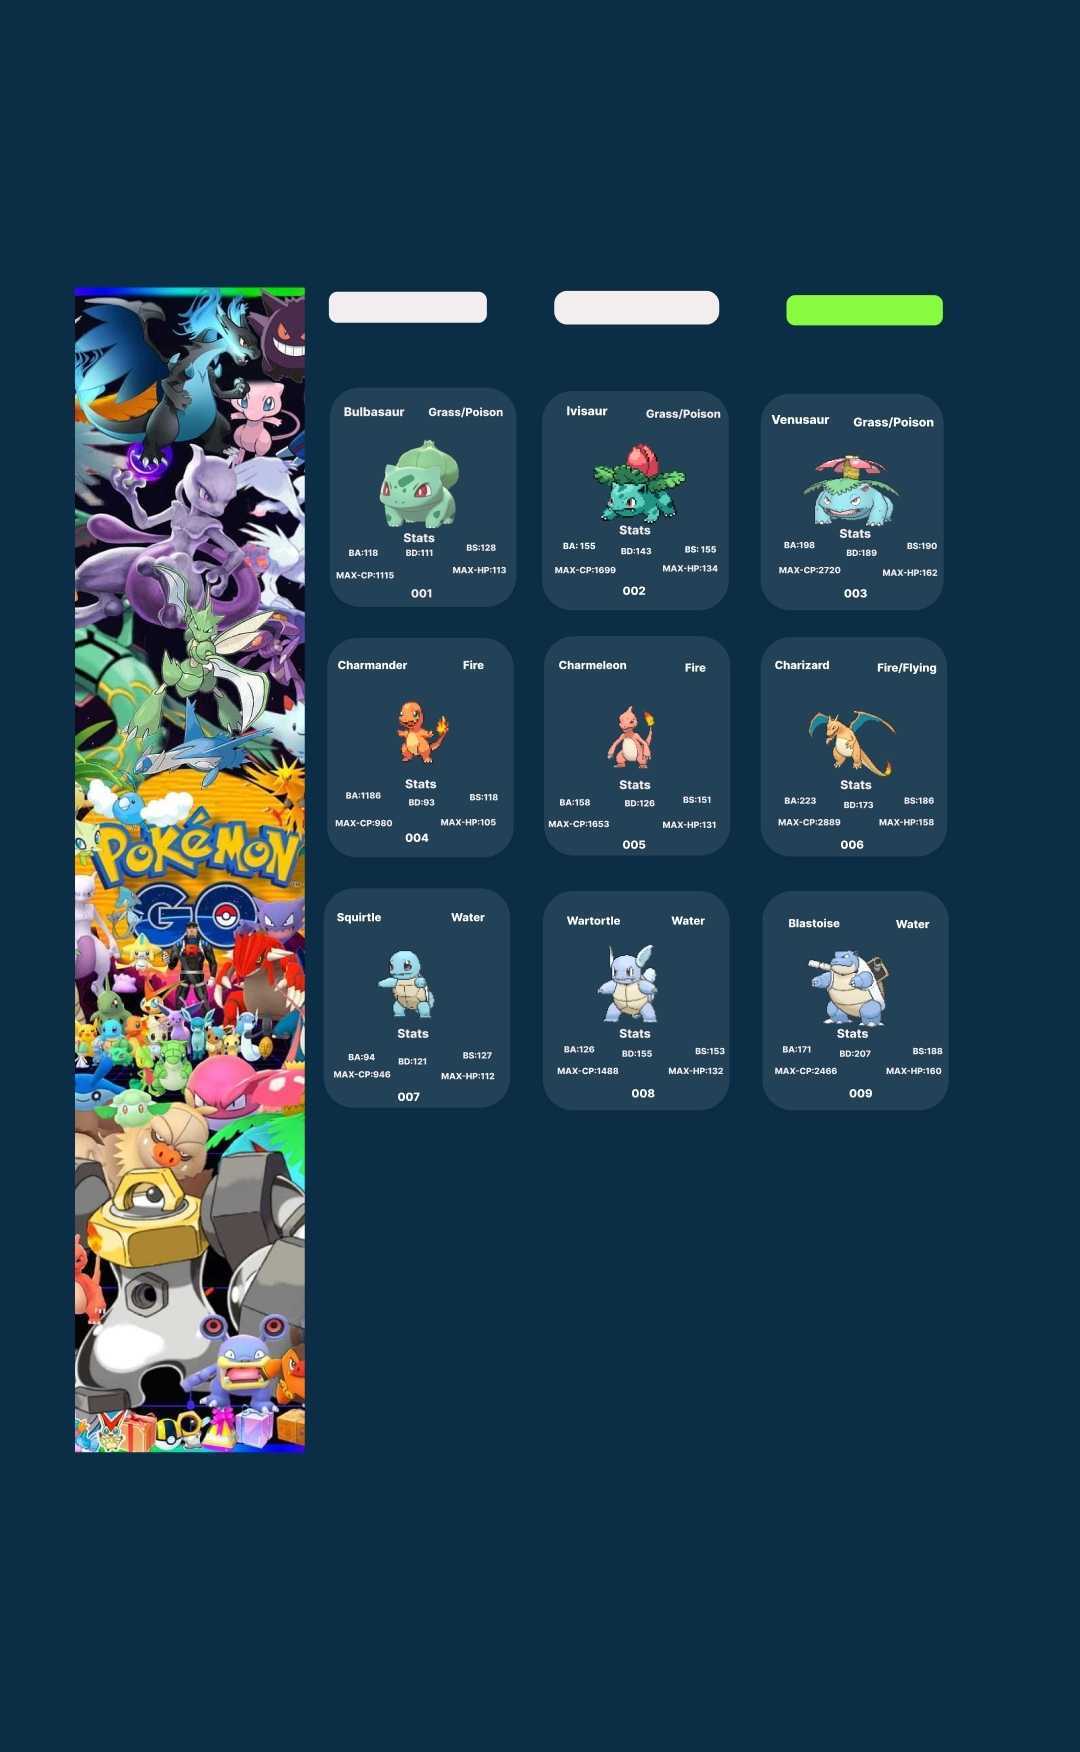 POKéMON
GO
Bulbasaur Grass/Poison
Stats
BA:118 BD:111 BS:128
MAX-CP:1115 MAX-HP:113
001
Ivisaur Grass/Poison
Stats
BA: 155 BD:143 BS: 155
MAX-CP:1699 MAX-HP:134
002
Venusaur Grass/Poison
Stats
BA:198 BD:189 BS:190
MAX-CP:2720 MAX-HP:162
003
Charmander Fire
Stats
BA:1186 BD:93 BS:118
MAX-CP:980 MAX-HP:105
004
Charmeleon Fire
Stats
BA:158 BD:126 BS:151
MAX-CP:1653 MAX-HP:131
005
Charizard Fire/Flying
Stats
BA:223 BD:173 BS:186
MAX-CP:2889 MAX-HP:158
006
Squirtle Water
Stats
BA:94 BD:121 BS:127
MAX-CP:946 MAX-HP:112
007
Wartortle Water
Stats
BA:126 BD:155 BS:153
MAX-CP:1488 MAX-HP:132
008
Blastoise Water
Stats
BA:171 BD:207 BS:188
MAX-CP:2466 MAX-HP:160
009